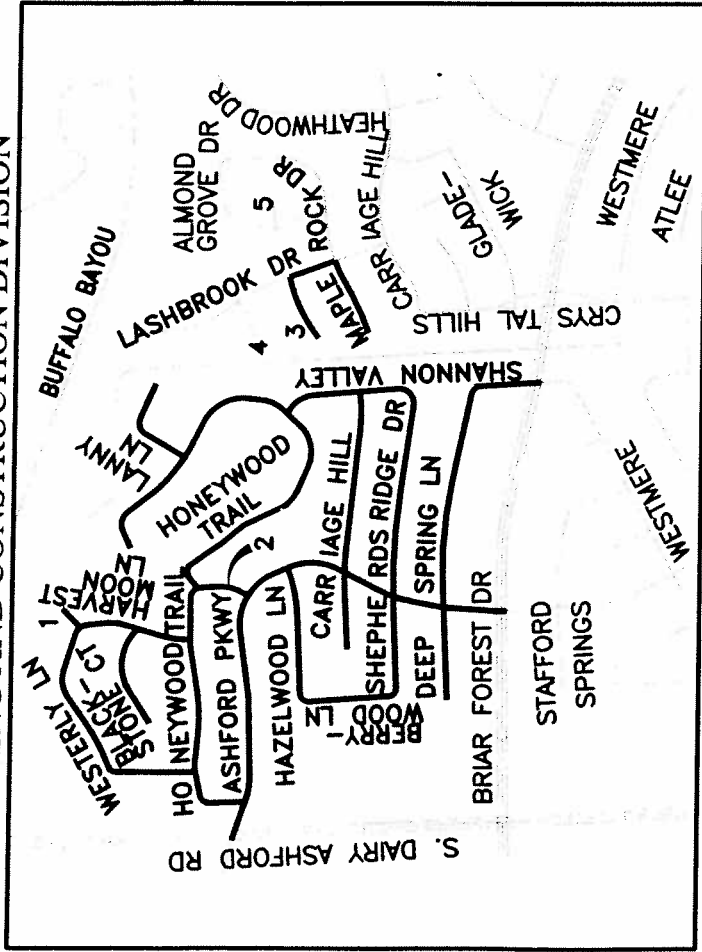 AND CONSTRUCTION DIVISION
BUFFALO BAYOU
ALMOND
GROVE DR
HEATHWOOD DR
LASHBROOK DR
5
ROCK DR
MAPLE
4
3
CARR IAGE HILL
GLADE-
WICK
WESTMERE
ATLEE
CRYS TAL HILLS
SHANNON VALLEY
LANNY
LN
HONEYWOOD
TRAIL
HARVEST
MOON
LN
1
2
WESTERLY LN
BLACK-
STONE CT
HO NEYWOOD TRAIL
ASHFORD PKWY
HAZELWOOD LN
CARR IAGE HILL
SHEPHE RDS RIDGE DR
BERRY-
WOOD LN
DEEP SPRING LN
BRIAR FOREST DR
STAFFORD
SPRINGS
WESTMERE
S. DAIRY ASHFORD RD